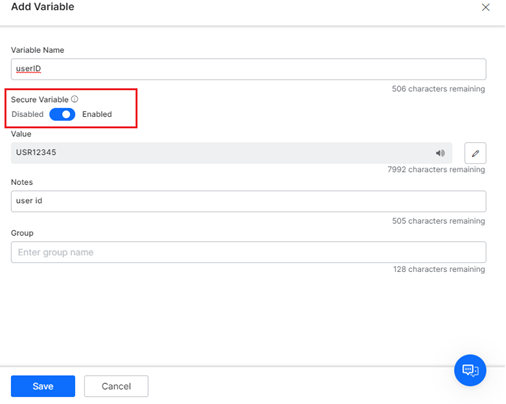 Add Variable
Variable Name
userID
506 characters remaining
Secure Variable
Disabled Enabled
Value
USR12345
7992 characters remaining
Notes
user id
505 characters remaining
Group
Enter group name
128 characters remaining
Save Cancel